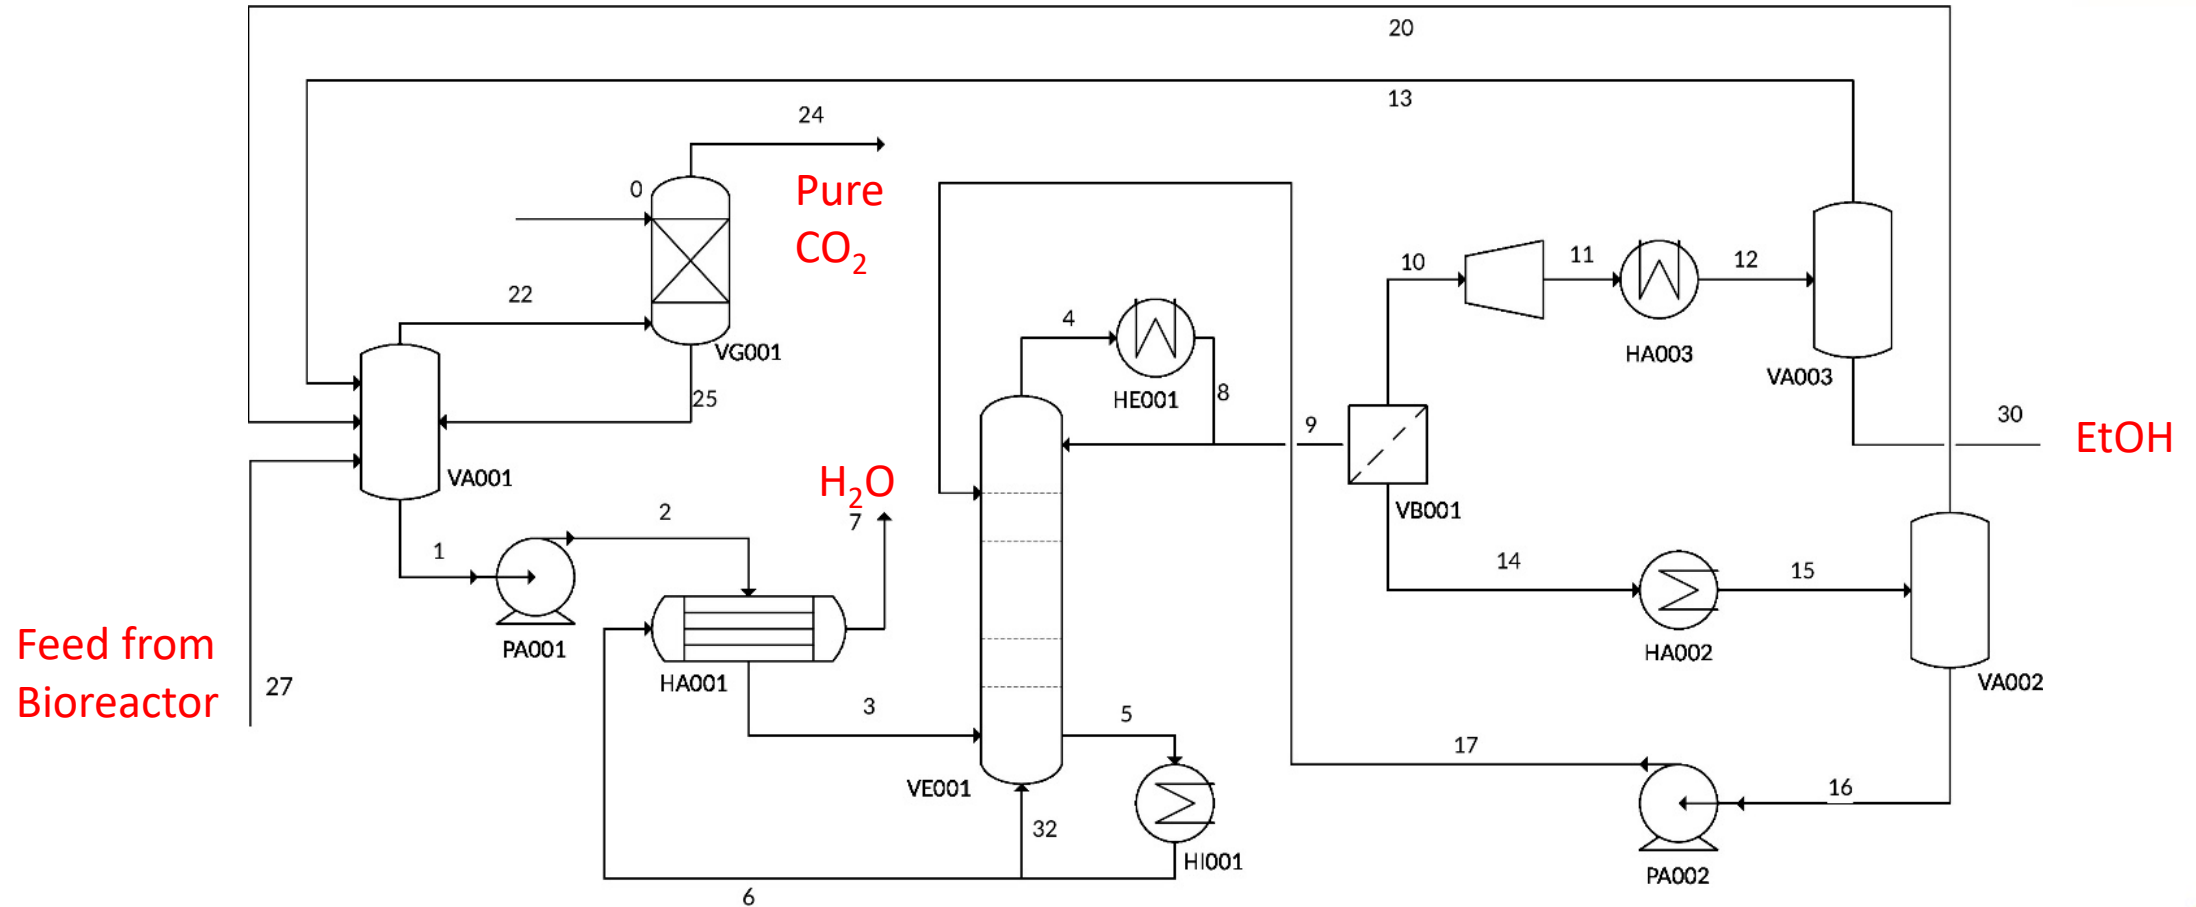 20
13
24
Pure
CO₂
0
22
VG001
25
4
HE001
8
9
10
11
12
HA003
VA003
30
EtOH
VA001
H₂O
7
2
1
PA001
HA001
3
5
VB001
14
15
HA002
VA002
Feed from
Bioreactor
27
17
16
VE001
32
HI001
PA002
6